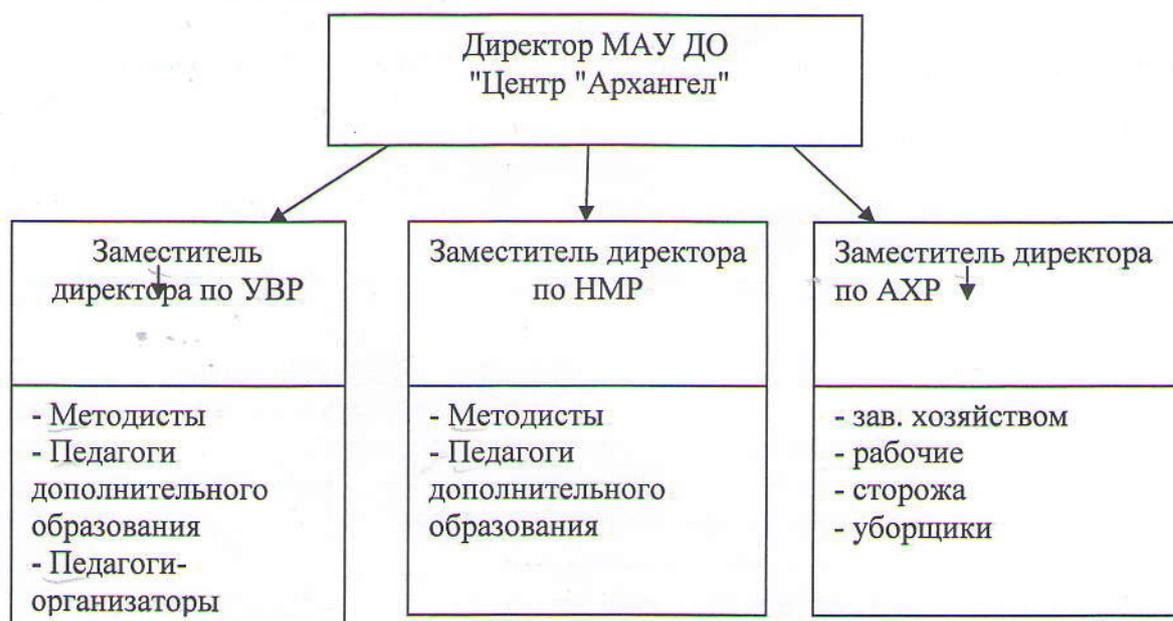 Директор МАУ ДО
"Центр "Архангел"
Заместитель
директора по УВР
Заместитель директора
по НМР
Заместитель директора
по АХР
- Методисты
- Педагоги
дополнительного
образования
- Педагоги-
организаторы
- Методисты
- Педагоги
дополнительного
образования
- зав. хозяйством
- рабочие
- сторожа
- уборщики